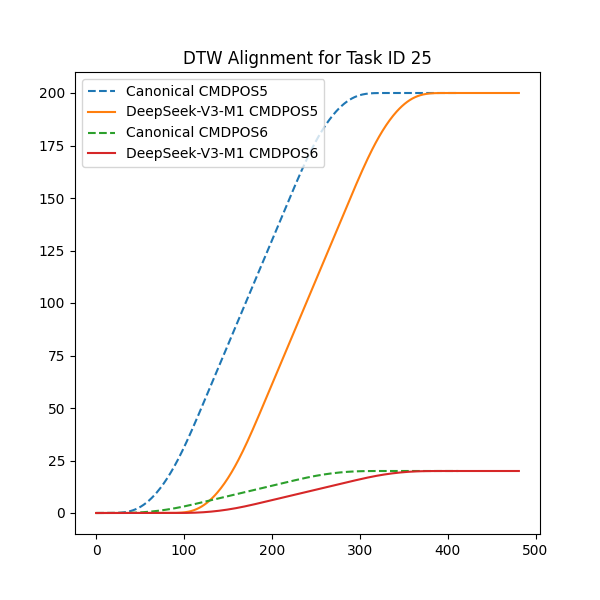 DTW Alignment for Task ID 25
Canonical CMDPOS5
DeepSeek-V3-M1 CMDPOS5
Canonical CMDPOS6
DeepSeek-V3-M1 CMDPOS6
200
175
150
125
100
75
50
25
0
0 100 200 300 400 500